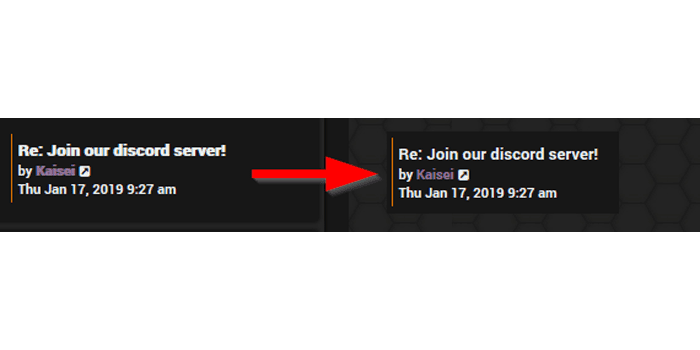 Re: Join our discord server!
by Kaisei
Thu Jan 17, 2019 9:27 am
Re: Join our discord server!
by Kaisei
Thu Jan 17, 2019 9:27 am